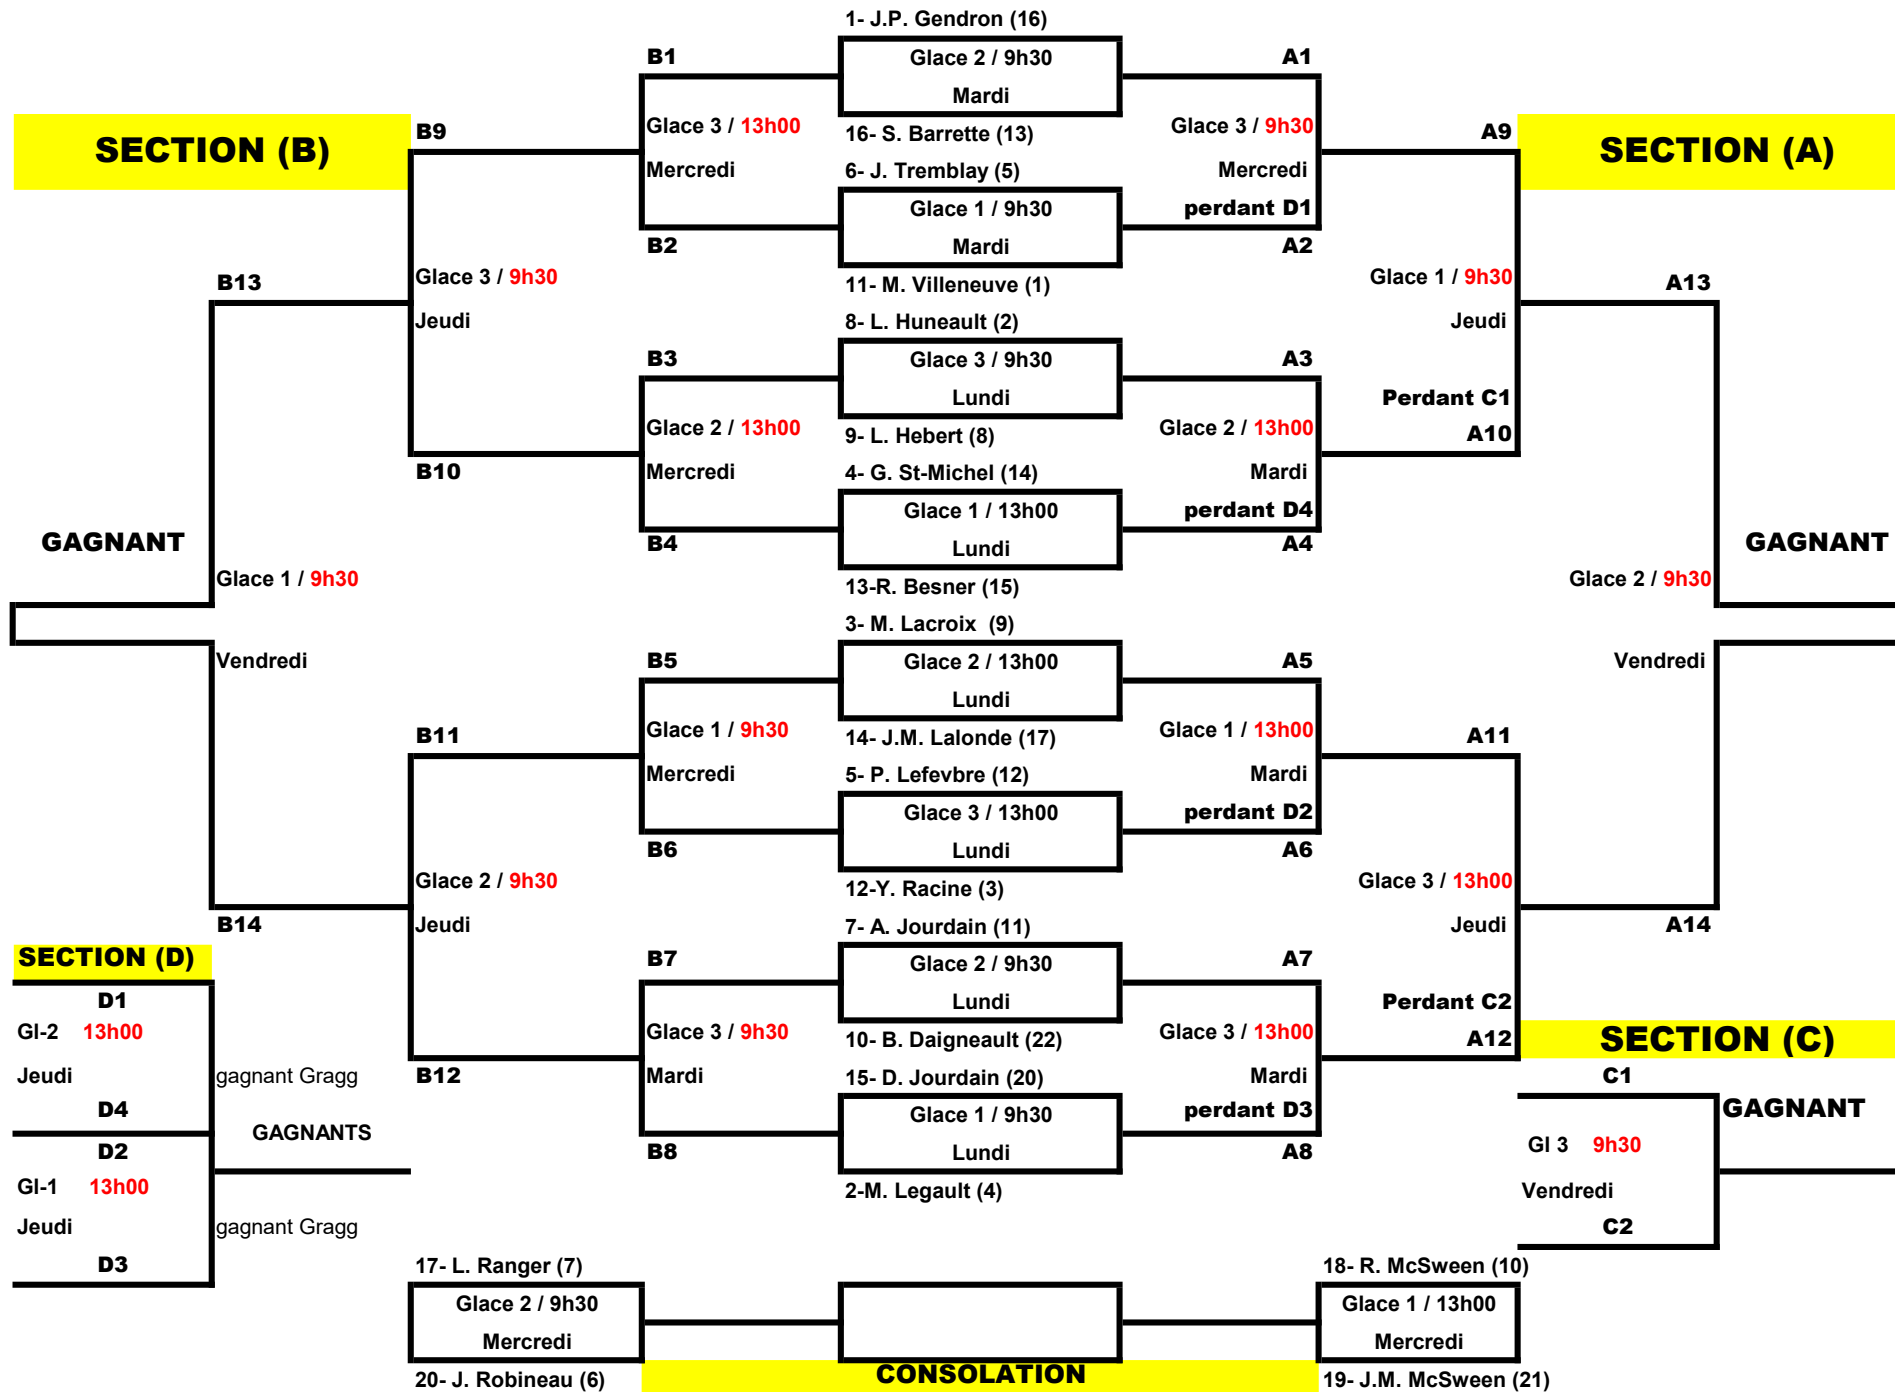 1- J.P. Gendron (16)
B1
Glace 2 / 9h30
A1
Mardi
SECTION (B)
B9
Glace 3 / 13h00
16- S. Barrette (13)
Glace 3 / 9h30
A9
SECTION (A)
Mercredi
6- J. Tremblay (5)
Mercredi
Glace 1 / 9h30
perdant D1
B2
Mardi
A2
B13
Glace 3 / 9h30
11- M. Villeneuve (1)
Glace 1 / 9h30
A13
Jeudi
8- L. Huneault (2)
Jeudi
B3
Glace 3 / 9h30
A3
Lundi
Perdant C1
Glace 2 / 13h00
9- L. Hebert (8)
Glace 2 / 13h00
A10
B10
Mercredi
4- G. St-Michel (14)
Mardi
Glace 1 / 13h00
perdant D4
GAGNANT
B4
Lundi
A4
GAGNANT
Glace 1 / 9h30
13-R. Besner (15)
Glace 2 / 9h30
3- M. Lacroix  (9)
Vendredi
B5
Glace 2 / 13h00
A5
Vendredi
Lundi
B11
Glace 1 / 9h30
14- J.M. Lalonde (17)
Glace 1 / 13h00
A11
Mercredi
5- P. Lefevbre (12)
Mardi
Glace 3 / 13h00
perdant D2
B6
Lundi
A6
Glace 2 / 9h30
12-Y. Racine (3)
Glace 3 / 13h00
B14
Jeudi
7- A. Jourdain (11)
Jeudi
A14
SECTION (D)
B7
Glace 2 / 9h30
A7
D1
Lundi
Perdant C2
Gl-2 13h00
Glace 3 / 9h30
10- B. Daigneault (22)
Glace 3 / 13h00
A12
SECTION (C)
Jeudi
gagnant Gragg
B12
Mardi
15- D. Jourdain (20)
Mardi
C1
D4
Glace 1 / 9h30
perdant D3
GAGNANT
GAGNANTS
D2
B8
Lundi
A8
Gl 3 9h30
Gl-1 13h00
2-M. Legault (4)
Vendredi
Jeudi
gagnant Gragg
C2
D3
17- L. Ranger (7)
18- R. McSween (10)
Glace 2 / 9h30
Glace 1 / 13h00
Mercredi
Mercredi
20- J. Robineau (6)
CONSOLATION
19- J.M. McSween (21)